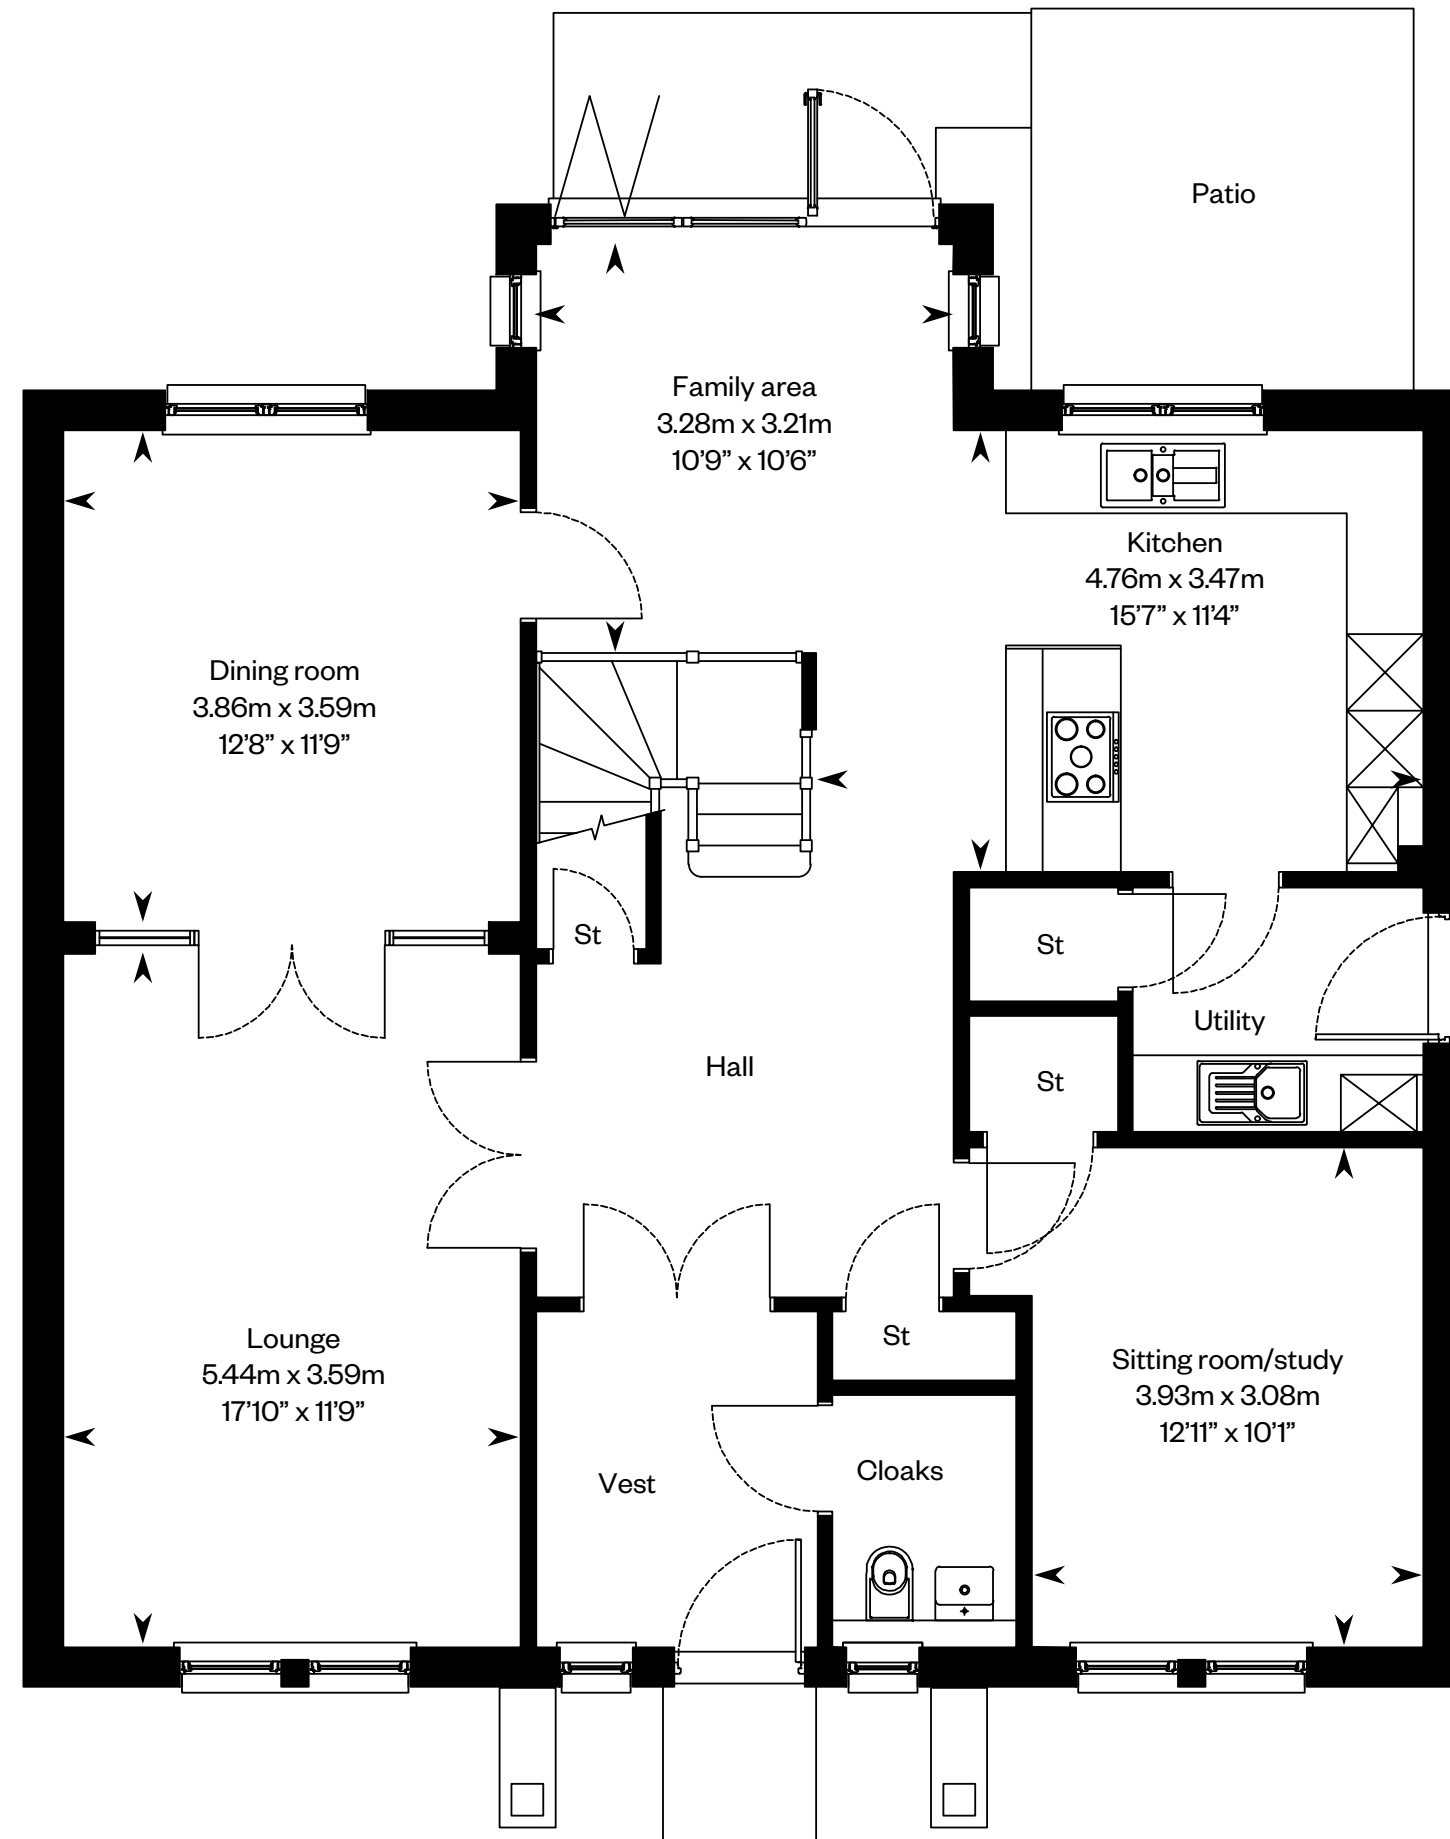 Patio
Family area
3.28m x 3.21m
10’9” x 10’6”
Kitchen
4.76m x 3.47m
15’7” x 11’4”
Dining room
3.86m x 3.59m
12’8” x 11’9”
St
St
Utility
Hall
St
Lounge
5.44m x 3.59m
17’10” x 11’9”
St
Sitting room/study
3.93m x 3.08m
12’11” x 10’1”
Vest
Cloaks